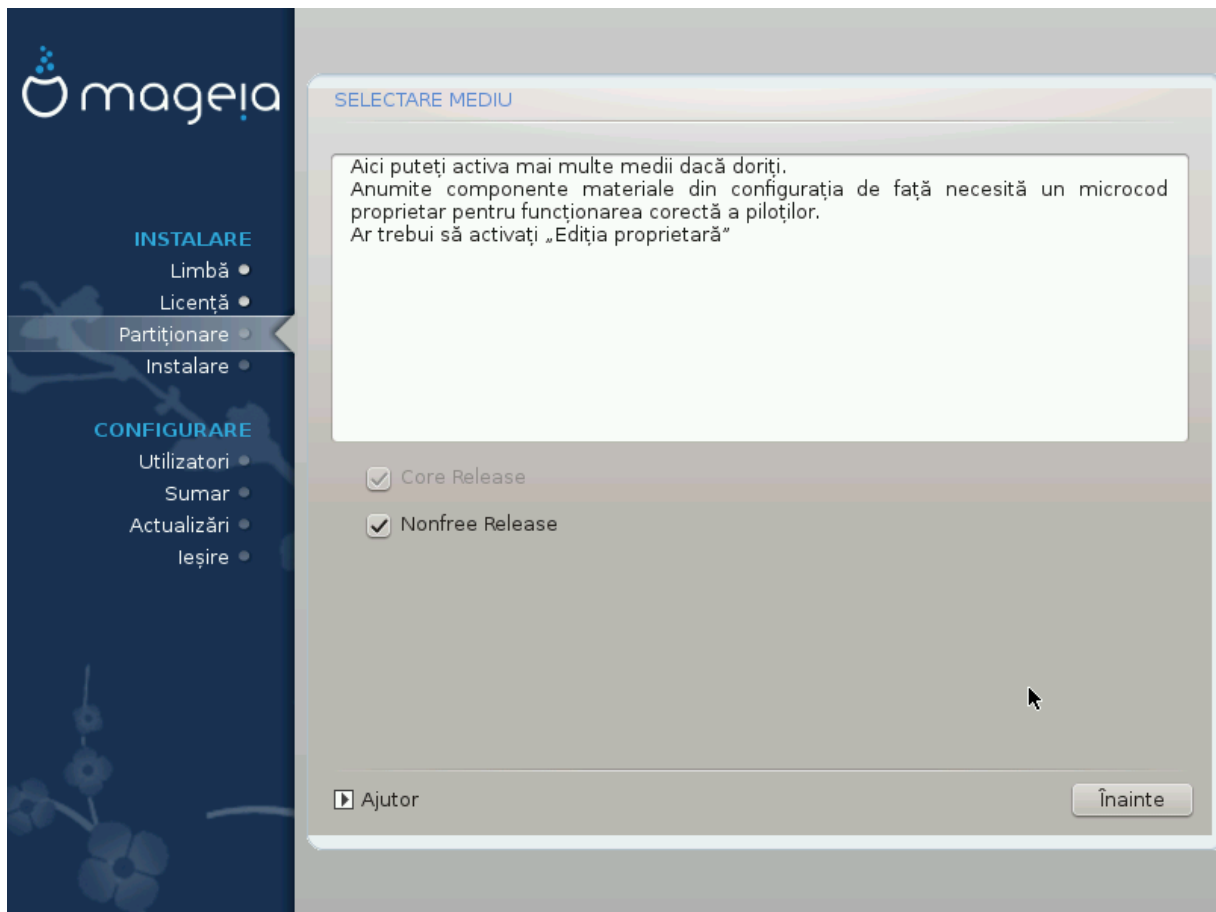 mageia
INSTALARE
Limbă
Licență
Partiționare
Instalare
CONFIGURARE
Utilizatori
Sumar
Actualizări
Ieșire
SELECTARE MEDIU
Aici puteți activa mai multe medii dacă doriți.
Anumite componente materiale din configurația de față necesită un microcod
proprietar pentru funcționarea corectă a piloților.
Ar trebui să activați „Ediția proprietară”
Core Release
Nonfree Release
Ajutor
Înainte